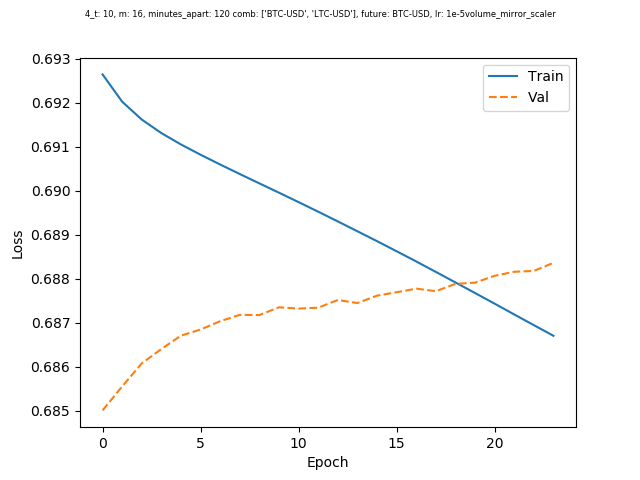 4_t: 10, m: 16, minutes_apart: 120 comb: ['BTC-USD', 'LTC-USD'], future: BTC-USD, lr: 1e-5volume_mirror_scaler
Train
Val
0.693
0.692
0.691
0.690
0.689
0.688
0.687
0.686
0.685
Loss
0 5 10 15 20
Epoch